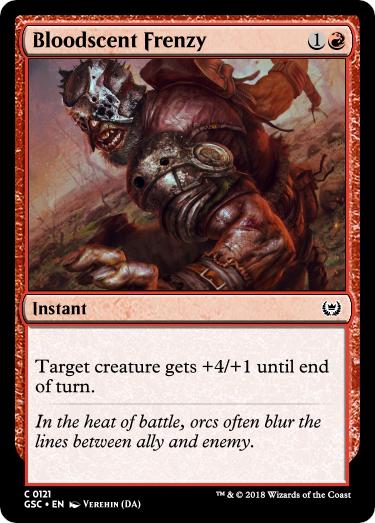 Bloodscent Frenzy 1
Instant
Target creature gets +4/+1 until end
of turn.
In the heat of battle, orcs often blur the
lines between ally and enemy.
C 0121
GSC • EN VEREHIN (DA)
™ & © 2018 Wizards of the Coast